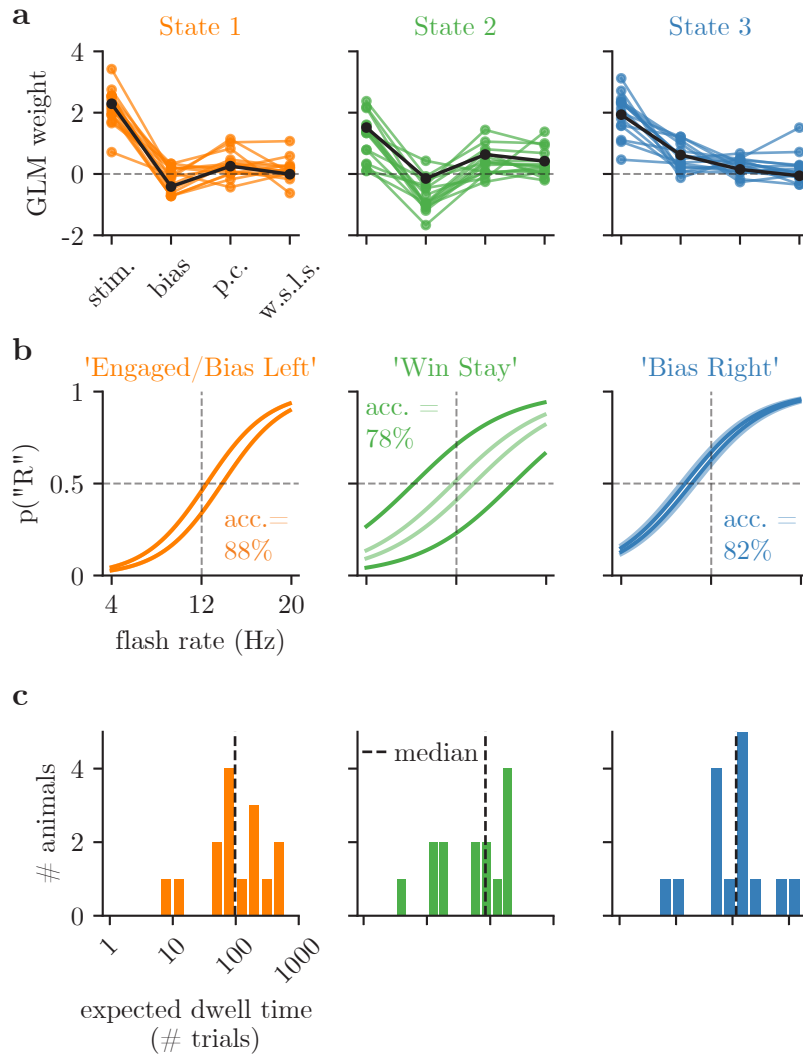 a
State 1
State 2
State 3
GLM weight
4
2
0
-2
stim.
bias
p.c.
w.s.l.s.
b
'Engaged/Bias Left'
'Win Stay'
'Bias Right'
p("R")
1
0.5
0
acc.=
88%
acc. =
78%
acc. =
82%
4
12
20
flash rate (Hz)
c
# animals
4
2
0
median
1
10
100
1000
expected dwell time
(# trials)